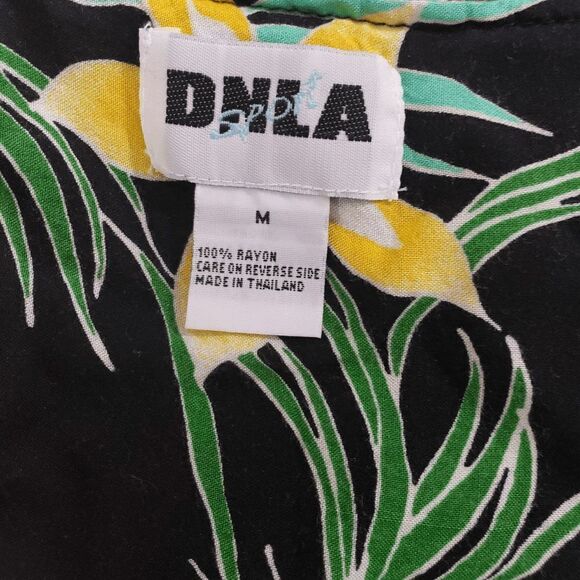 DNLA
Sport
M
100% RAYON
CARE ON REVERSE SIDE
MADE IN THAILAND